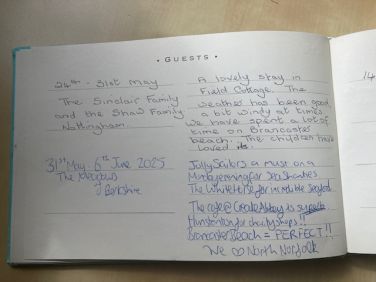 • GUESTS •
24th - 31st May
The Sinclair Family
and the Shaw Family
Nottingham.
A lovely stay in
Field Cottage. The
weather has been good
a bit windy at times.
We have spent a lot of
time on Brancaster
beach. The children have
loved it.
31st May - 6th June 2025
The
of Berkshire
Jolly Sailors a must on a
Monday evening for Sea Shanties
The White Horse for incredible seafood
The cafe @ Creake Abbey is superb
Hunstanton for charity shops!!
Brancaster Beach = PERFECT!!
We ∞ North Norfolk
14